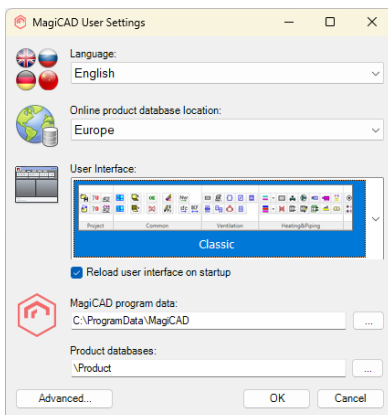 MagiCAD User Settings
Language:
English
Online product database location:
Europe
User Interface:
Project Common Ventilation Heating&Piping
Classic
Reload user interface on startup
MagiCAD program data:
C:\ProgramData\MagiCAD
...
Product databases:
\Product
...
Advanced... OK Cancel